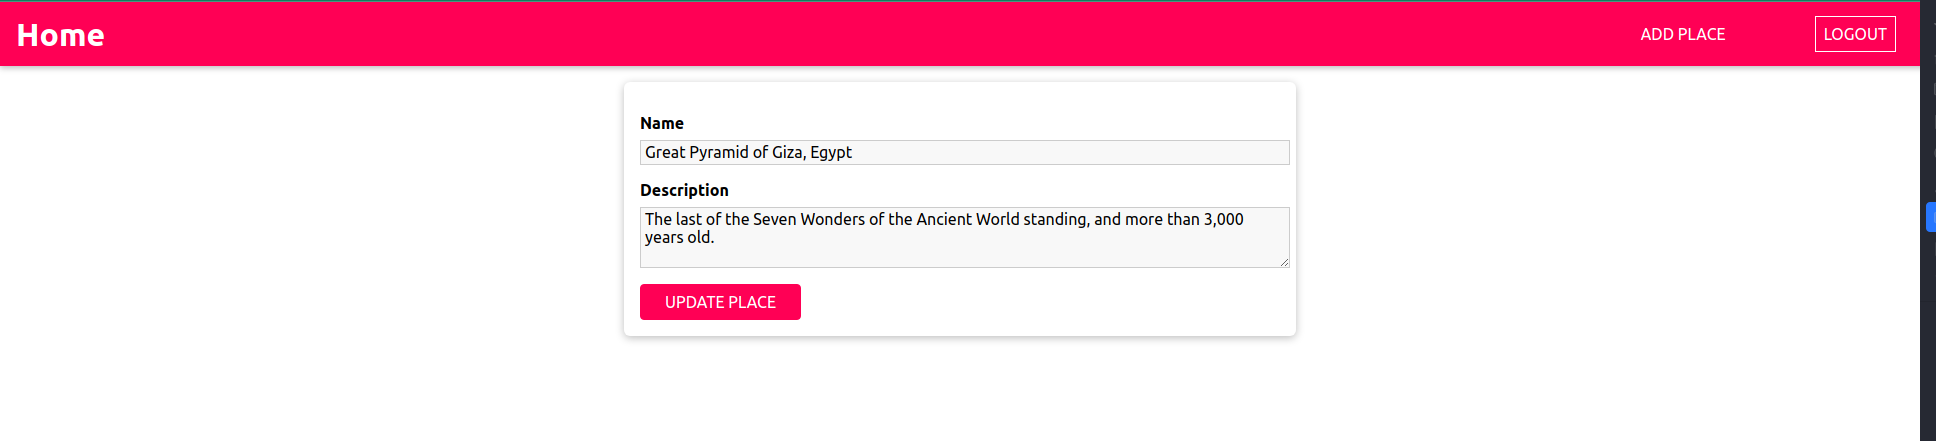 Home
ADD PLACE
LOGOUT
Name
Great Pyramid of Giza, Egypt
Description
The last of the Seven Wonders of the Ancient World standing, and more than 3,000
years old.
UPDATE PLACE